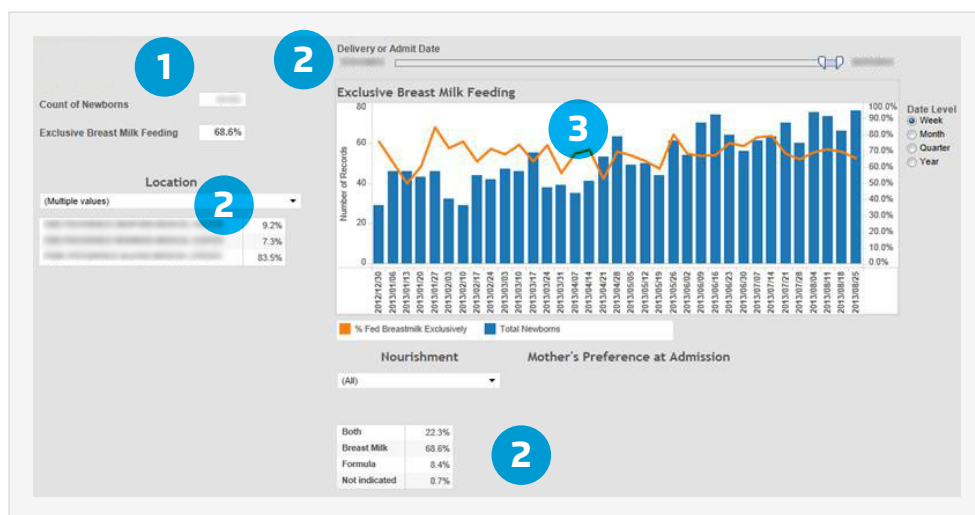 1
2
Delivery or Admit Date
Count of Newborns
Exclusive Breast Milk Feeding 68.6%
Location
(Multiple values)
2
9.2%
7.3%
83.5%
Exclusive Breast Milk Feeding
3
Number of Records
80
60
40
20
0
100.0%
90.0%
80.0%
70.0%
60.0%
50.0%
40.0%
30.0%
20.0%
10.0%
0.0%
2012/12/30
2013/01/06
2013/01/13
2013/01/20
2013/01/27
2013/02/03
2013/02/10
2013/02/17
2013/02/24
2013/03/03
2013/03/10
2013/03/17
2013/03/24
2013/03/31
2013/04/07
2013/04/14
2013/04/21
2013/04/28
2013/05/05
2013/05/12
2013/05/19
2013/05/26
2013/06/02
2013/06/09
2013/06/16
2013/06/23
2013/06/30
2013/07/07
2013/07/14
2013/07/21
2013/07/28
2013/08/04
2013/08/11
2013/08/18
2013/08/25
Date Level
Week
Month
Quarter
Year
% Fed Breastmilk Exclusively Total Newborns
Nourishment
(All)
Mother's Preference at Admission
Both 22.3%
Breast Milk 68.6%
Formula 8.4%
Not indicated 0.7%
2